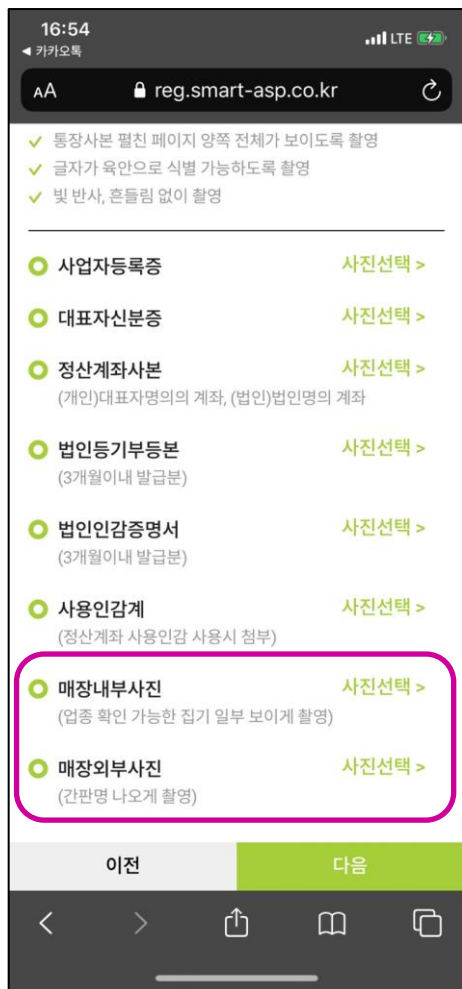 16:54
LTE
◀ 카카오톡
AA reg.smart-asp.co.kr
통장사본 펼친 페이지 양쪽 전체가 보이도록 촬영
글자가 육안으로 식별 가능하도록 촬영
빛 반사, 흔들림 없이 촬영
사업자등록증 사진선택 >
대표자신분증 사진선택 >
정산계좌사본 사진선택 >
(개인)대표자명의의 계좌, (법인)법인명의 계좌
법인등기부등본 사진선택 >
(3개월이내 발급분)
법인인감증명서 사진선택 >
(3개월이내 발급분)
사용인감계 사진선택 >
(정산계좌 사용인감 사용시 첨부)
매장내부사진 사진선택 >
(업종 확인 가능한 집기 일부 보이게 촬영)
매장외부사진 사진선택 >
(간판명 나오게 촬영)
이전 다음